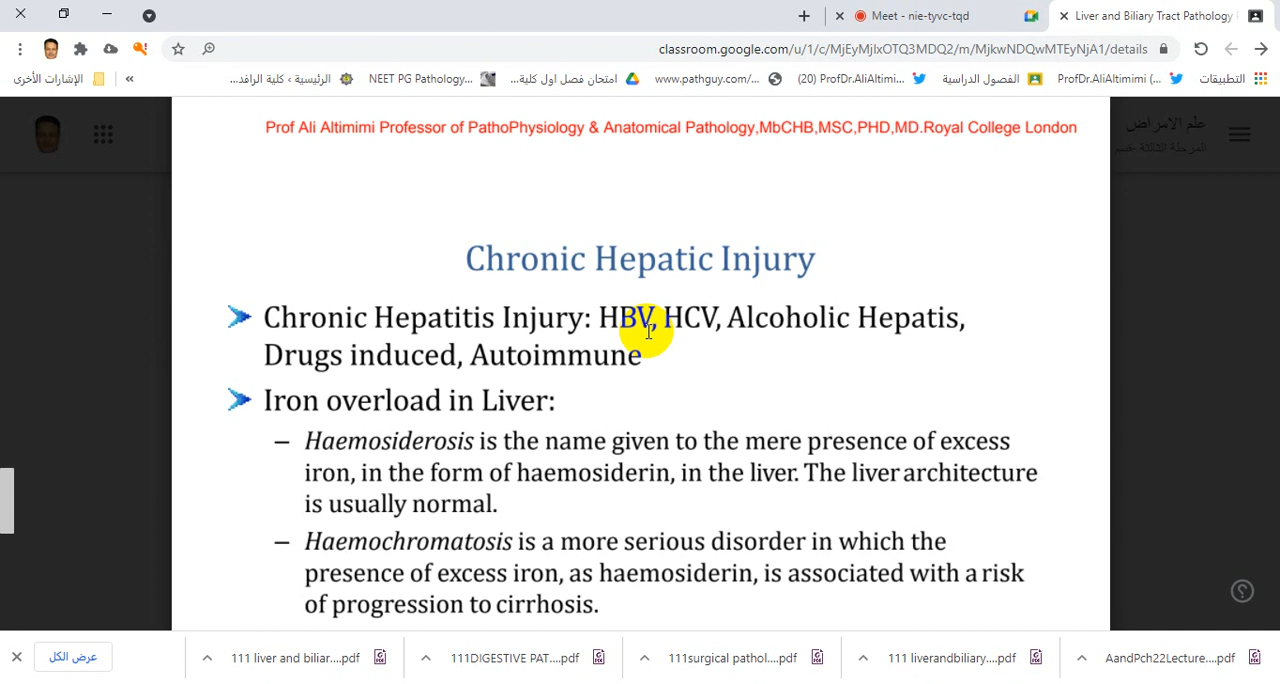 Meet - nie-tyvc-tqd
Liver and Biliary Tract Pathology
classroom.google.com/u/1/c/MjEyMjIxOTQ3MDQ2/m/MjkwNDQwMTEyNjA1/details
التطبيقات
ProfDr.AliAltimimi (...
الفصول الدراسية
(20) ProfDr.AliAltimi...
www.pathguy.com/...
امتحان فصل اول كلية...
NEET PG Pathology...
الرئيسية › كلية الرافد...
»
الإشارات الأخرى
علم الامراض
المرحلة الثالثة -قسم
Prof Ali Altimimi Professor of PathoPhysiology & Anatomical Pathology,MbCHB,MSC,PHD,MD.Royal College London
Chronic Hepatic Injury
Chronic Hepatitis Injury: HBV, HCV, Alcoholic Hepatis,
Drugs induced, Autoimmune
Iron overload in Liver:
– Haemosiderosis is the name given to the mere presence of excess
iron, in the form of haemosiderin, in the liver. The liver architecture
is usually normal.
– Haemochromatosis is a more serious disorder in which the
presence of excess iron, as haemosiderin, is associated with a risk
of progression to cirrhosis.
عرض الكل
111 liver and biliar....pdf
111DIGESTIVE PAT....pdf
111surgical pathol....pdf
111 liverandbiliary....pdf
AandPch22Lecture....pdf